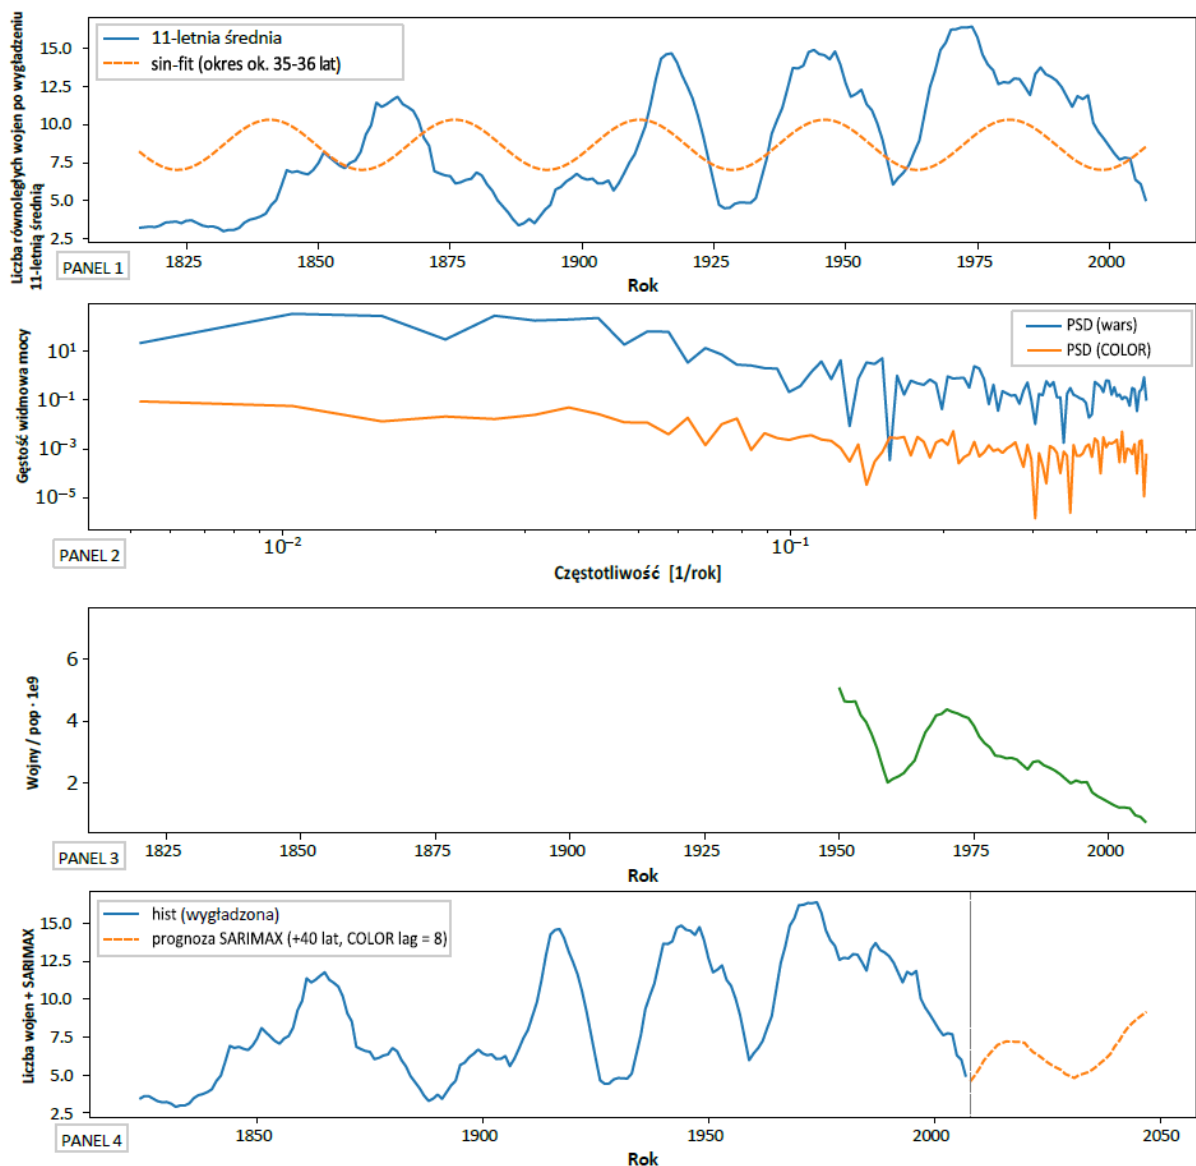 Liczba równoległych wojen po wygładzeniu
11-letnią średnią
15.0
12.5
10.0
7.5
5.0
2.5
11-letnia średnia
sin-fit (okres ok. 35-36 lat)
1825
1850
1875
1900
1925
1950
1975
2000
PANEL 1
Rok
Gęstość widmowa mocy
10¹
10⁻¹
10⁻³
10⁻⁵
PSD (wars)
PSD (COLOR)
10⁻²
10⁻¹
PANEL 2
Częstotliwość [1/rok]
Wojny / pop · 1e9
6
4
2
1825
1850
1875
1900
1925
1950
1975
2000
PANEL 3
Rok
Liczba wojen + SARIMAX
15.0
12.5
10.0
7.5
5.0
2.5
hist (wygładzona)
prognoza SARIMAX (+40 lat, COLOR lag = 8)
1850
1900
1950
2000
2050
PANEL 4
Rok